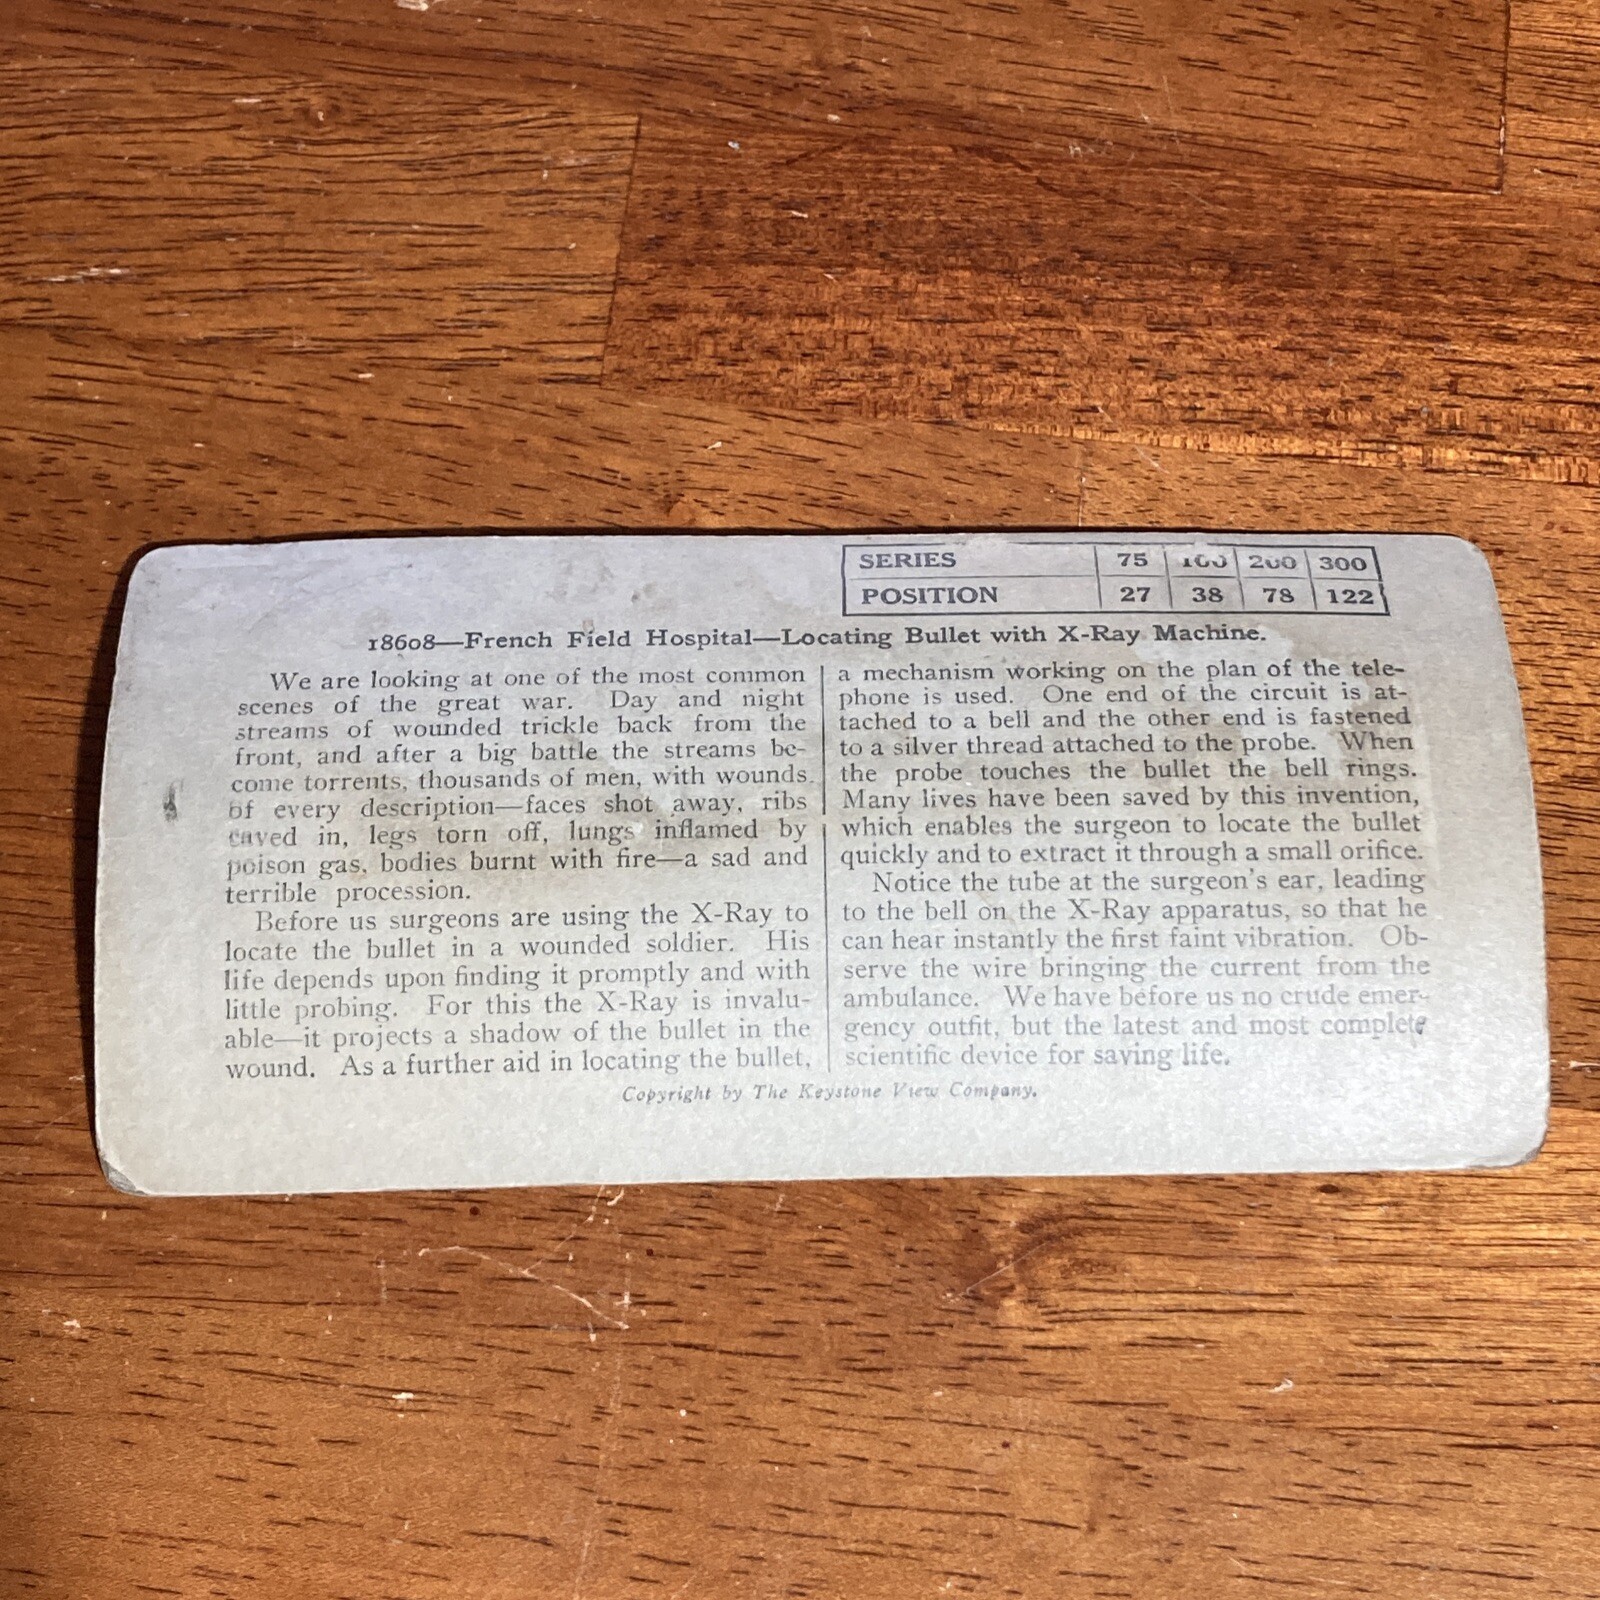 SERIES 75 100 200 300
POSITION 27 38 78 122
18608—French Field Hospital—Locating Bullet with X-Ray Machine.
We are looking at one of the most common
scenes of the great war. Day and night
streams of wounded trickle back from the
front, and after a big battle the streams be-
come torrents, thousands of men, with wounds
of every description—faces shot away, ribs
caved in, legs torn off, lungs inflamed by
poison gas, bodies burnt with fire—a sad and
terrible procession.
Before us surgeons are using the X-Ray to
locate the bullet in a wounded soldier. His
life depends upon finding it promptly and with
little probing. For this the X-Ray is invalu-
able—it projects a shadow of the bullet in the
wound. As a further aid in locating the bullet,
a mechanism working on the plan of the tele-
phone is used. One end of the circuit is at-
tached to a bell and the other end is fastened
to a silver thread attached to the probe. When
the probe touches the bullet the bell rings.
Many lives have been saved by this invention,
which enables the surgeon to locate the bullet
quickly and to extract it through a small orifice.
Notice the tube at the surgeon's ear, leading
to the bell on the X-Ray apparatus, so that he
can hear instantly the first faint vibration. Ob-
serve the wire bringing the current from the
ambulance. We have before us no crude emer-
gency outfit, but the latest and most complete
scientific device for saving life.
Copyright by The Keystone View Company.